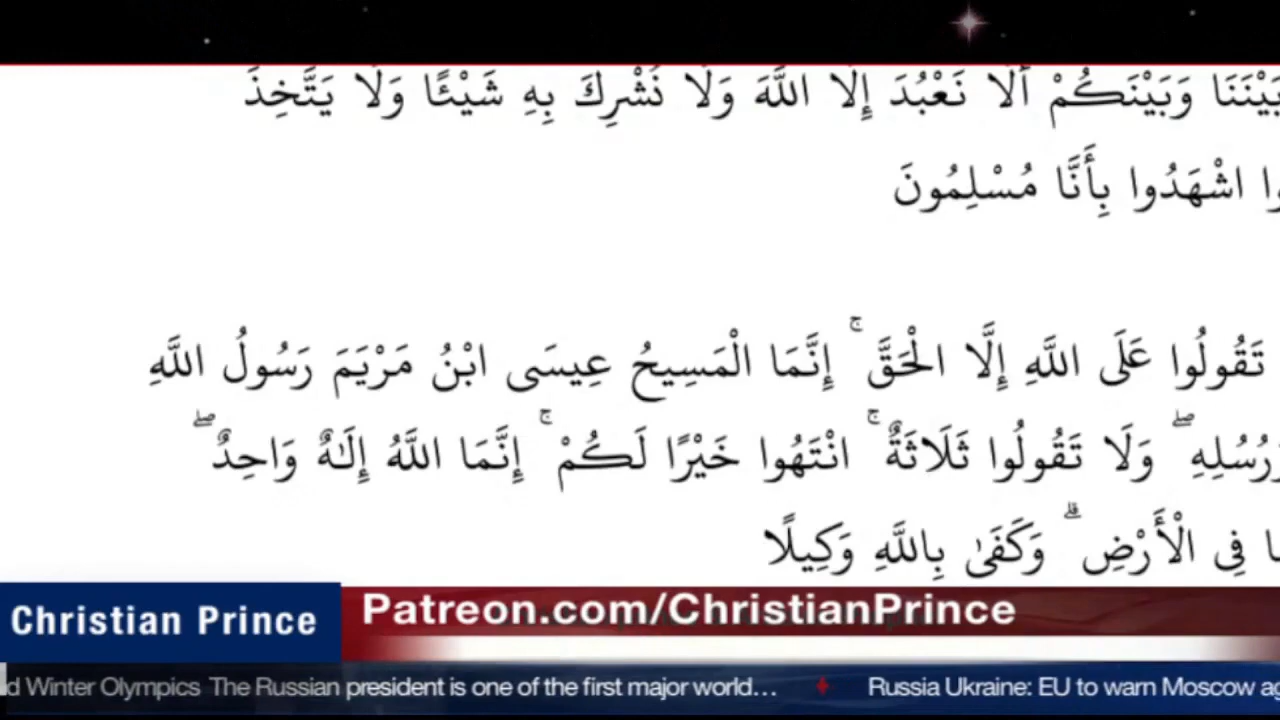 بَيْنَنَا وَبَيْنَكُمْ أَلَّا نَعْبُدَ إِلَّا اللَّهَ وَلَا نُشْرِكَ بِهِ شَيْئًا وَلَا يَتَّخِذَ
اشْهَدُوا بِأَنَّا مُسْلِمُونَ
تَقُولُوا عَلَى اللَّهِ إِلَّا الْحَقَّ ۚ إِنَّمَا الْمَسِيحُ عِيسَى ابْنُ مَرْيَمَ رَسُولُ اللَّهِ
وَرُسُلِهِ ۖ وَلَا تَقُولُوا ثَلَاثَةٌ ۚ انْتَهُوا خَيْرًا لَكُمْ ۚ إِنَّمَا اللَّهُ إِلَٰهٌ وَاحِدٌ ۖ
فِي الْأَرْضِ ۗ وَكَفَىٰ بِاللَّهِ وَكِيلًا
Christian Prince
Patreon.com/ChristianPrince
d Winter Olympics The Russian president is one of the first major world... Russia Ukraine: EU to warn Moscow ag